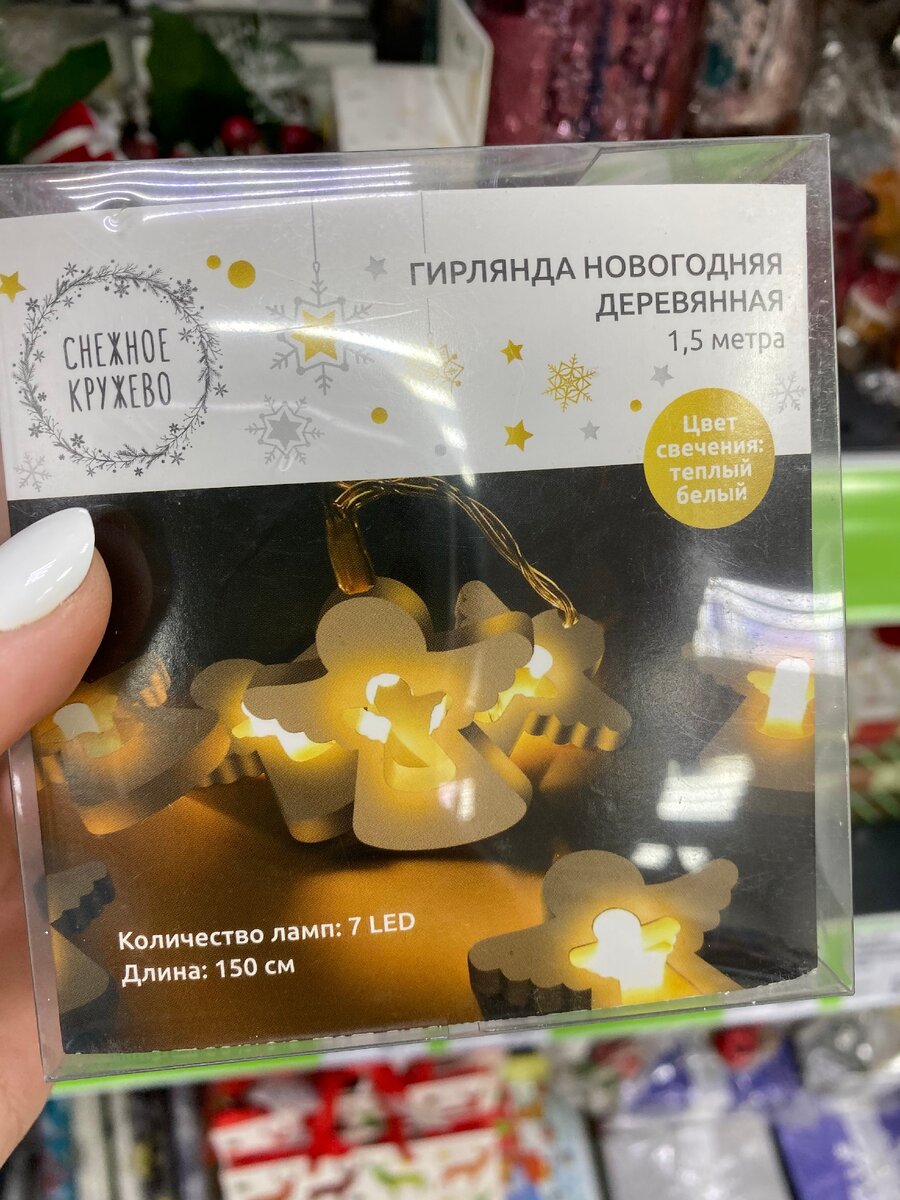 СНЕЖНОЕ
КРУЖЕВО
ГИРЛЯНДА НОВОГОДНЯЯ
ДЕРЕВЯННАЯ
1,5 метра
Цвет
свечения:
теплый
белый
Количество ламп: 7 LED
Длина: 150 см